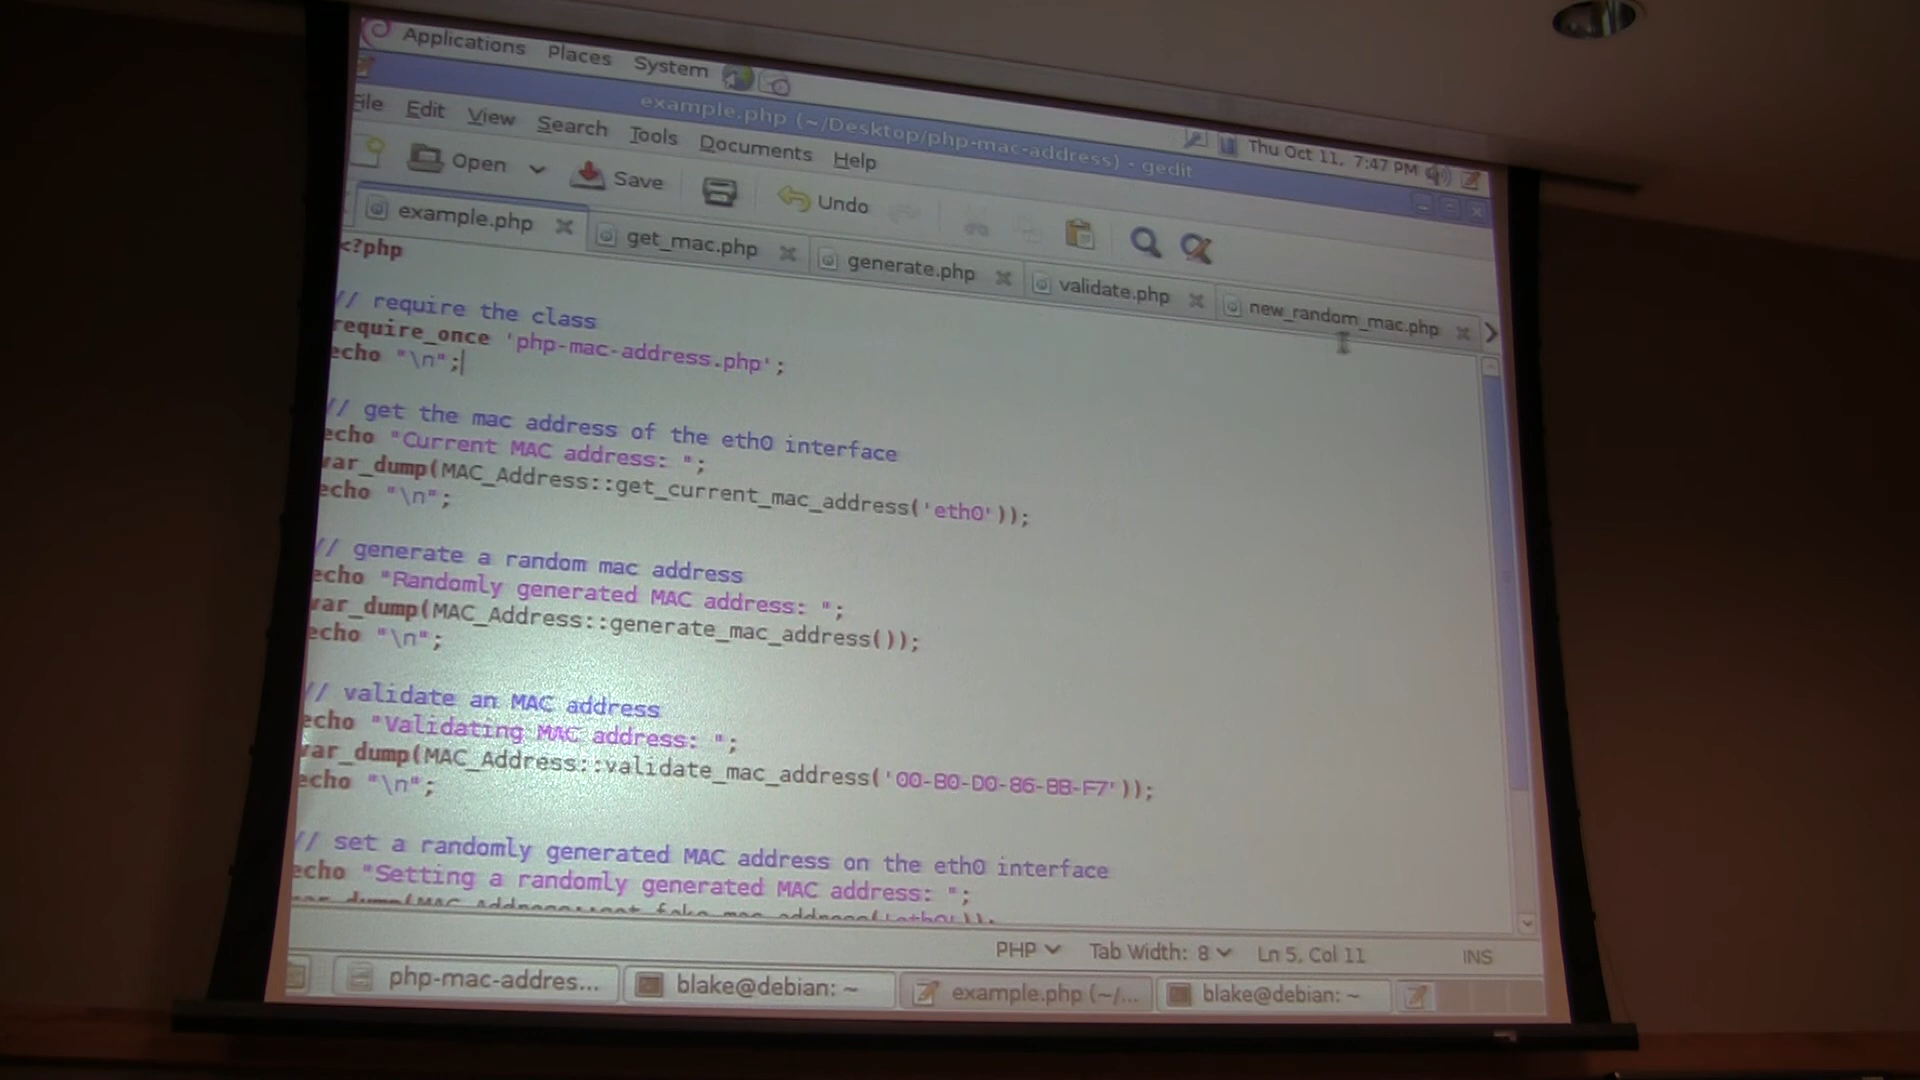 Applications Places System
Thu Oct 11, 7:47 PM
example.php (~/Desktop/php-mac-address) - gedit
File Edit View Search Tools Documents Help
Open Save Undo
example.php get_mac.php generate.php validate.php new_random_mac.php
<?php
// require the class
require_once 'php-mac-address.php';
echo "\n";
// get the mac address of the eth0 interface
echo "Current MAC address: ";
var_dump(MAC_Address::get_current_mac_address('eth0'));
echo "\n";
// generate a random mac address
echo "Randomly generated MAC address: ";
var_dump(MAC_Address::generate_mac_address());
echo "\n";
// validate an MAC address
echo "Validating MAC address: ";
var_dump(MAC_Address::validate_mac_address('00-B0-D0-86-BB-F7'));
echo "\n";
// set a randomly generated MAC address on the eth0 interface
echo "Setting a randomly generated MAC address: ";
var_dump(MAC_Address::set_fake_mac_address('eth0'));
PHP Tab Width: 8 Ln 5, Col 11 INS
php-mac-addres... blake@debian: ~ example.php (~/... blake@debian: ~